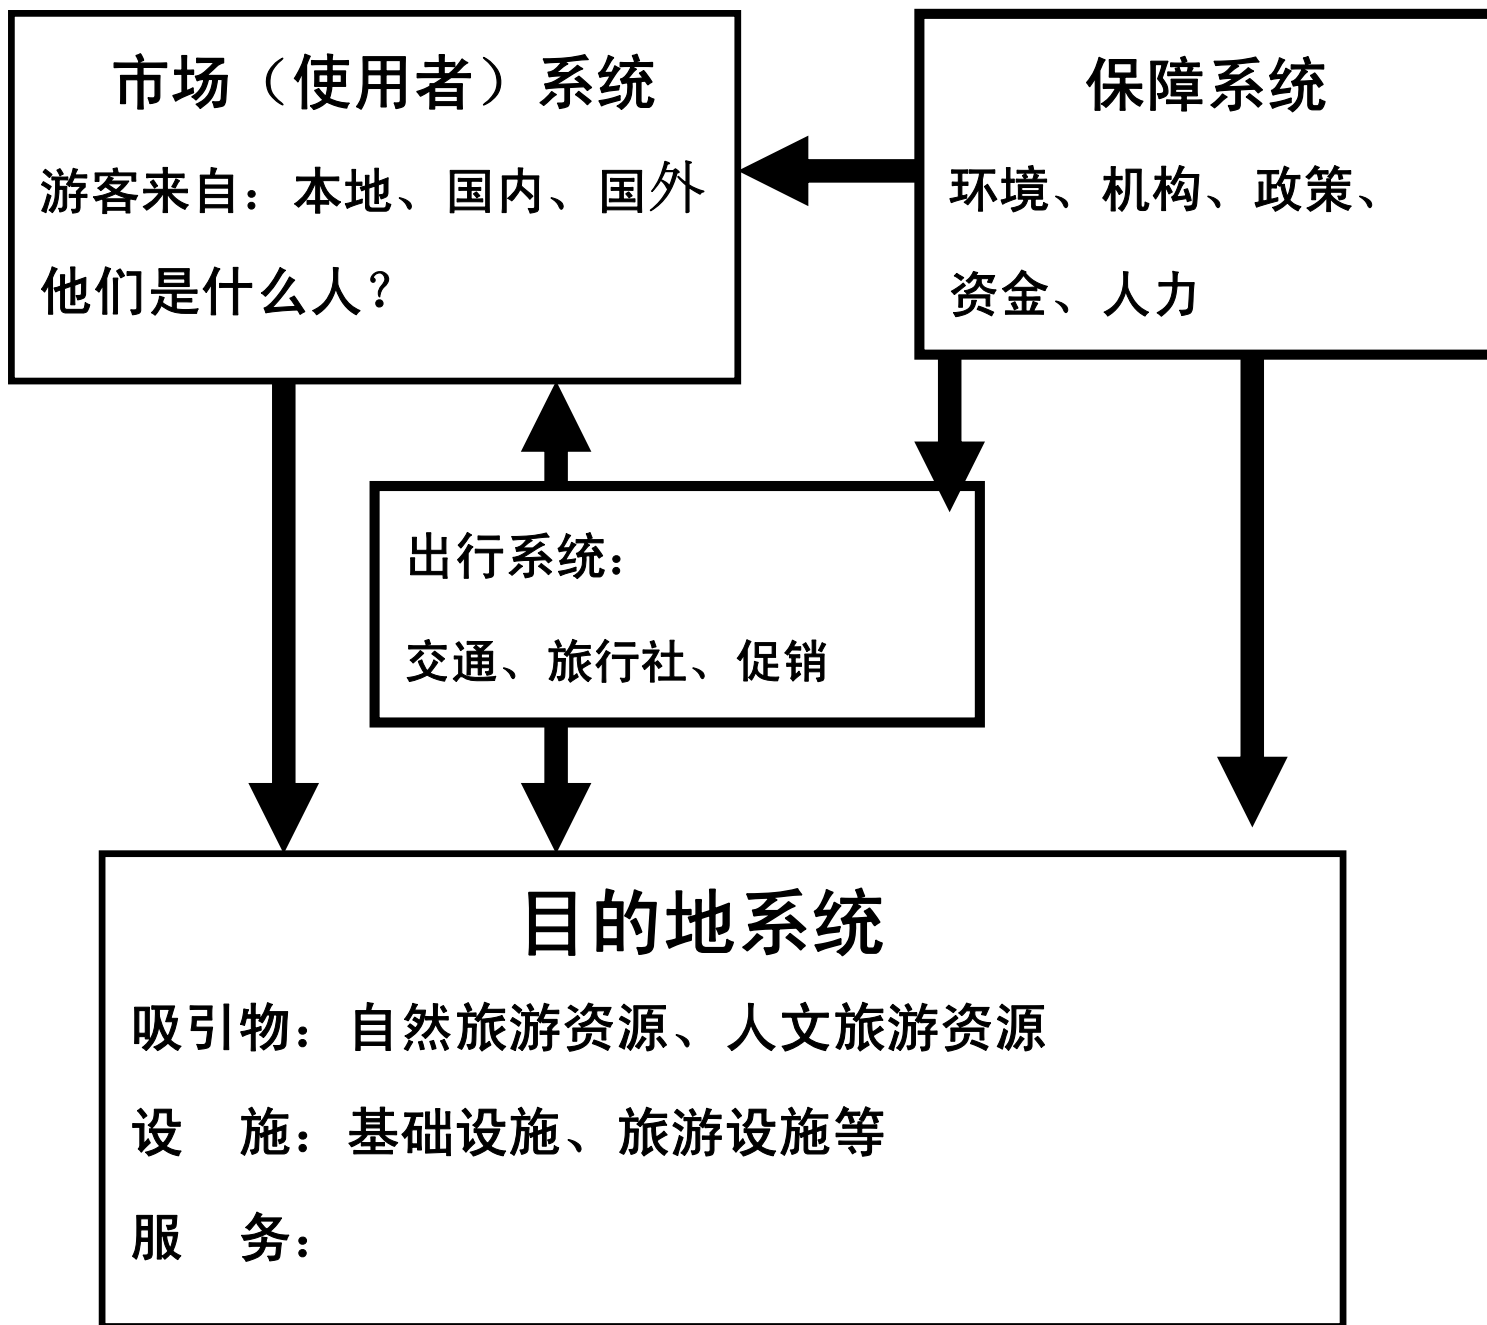 市场（使用者）系统
游客来自：本地、国内、国外
他们是什么人？
保障系统
环境、机构、政策、
资金、人力
出行系统：
交通、旅行社、促销
目的地系统
吸引物：自然旅游资源、人文旅游资源
设　施：基础设施、旅游设施等
服　务：